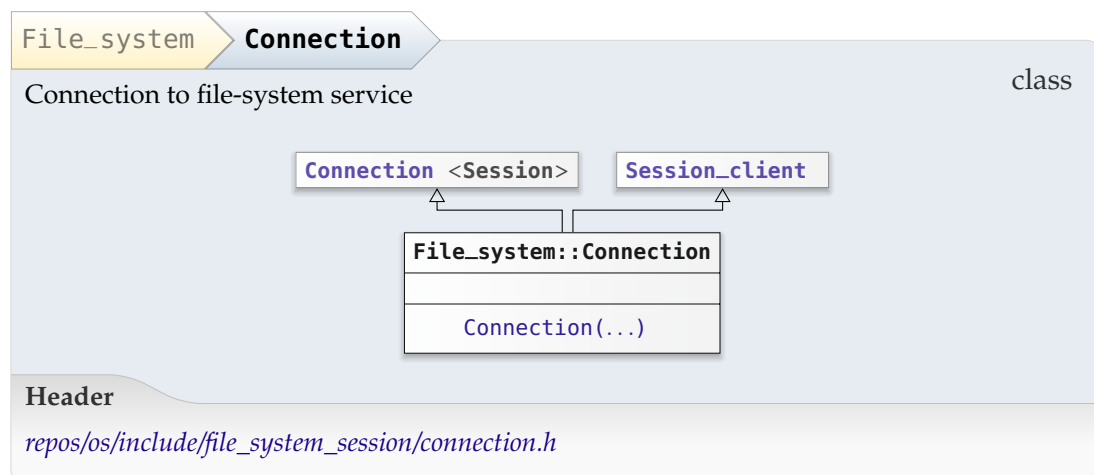 File_system Connection
class
Connection to file-system service
Connection <Session> Session_client
File_system::Connection
Connection(...)
Header
repos/os/include/file_system_session/connection.h